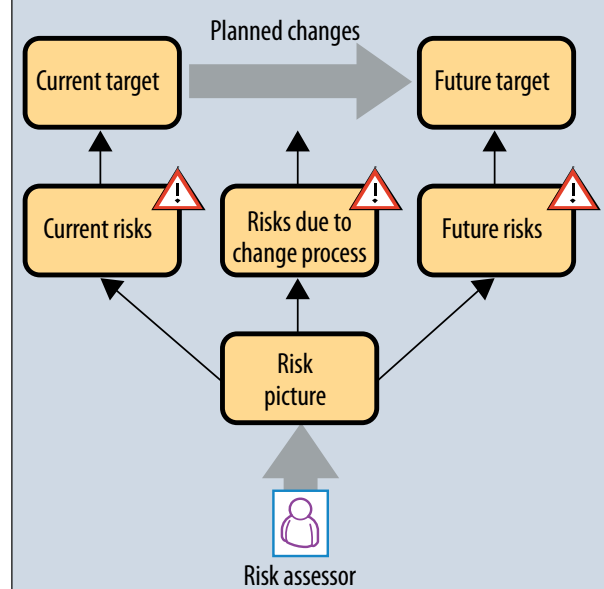 Planned changes
Current target
Future target
Current risks
Risks due to
change process
Future risks
Risk
picture
Risk assessor